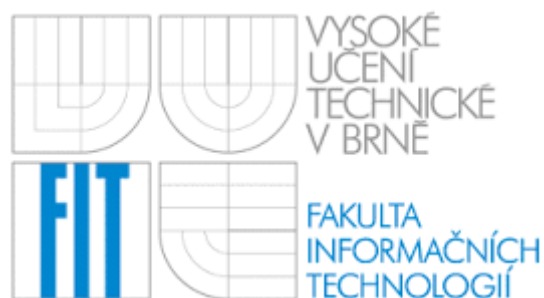 VYSOKÉ
UČENÍ
TECHNICKÉ
V BRNĚ
FIT
FAKULTA
INFORMAČNÍCH
TECHNOLOGIÍ